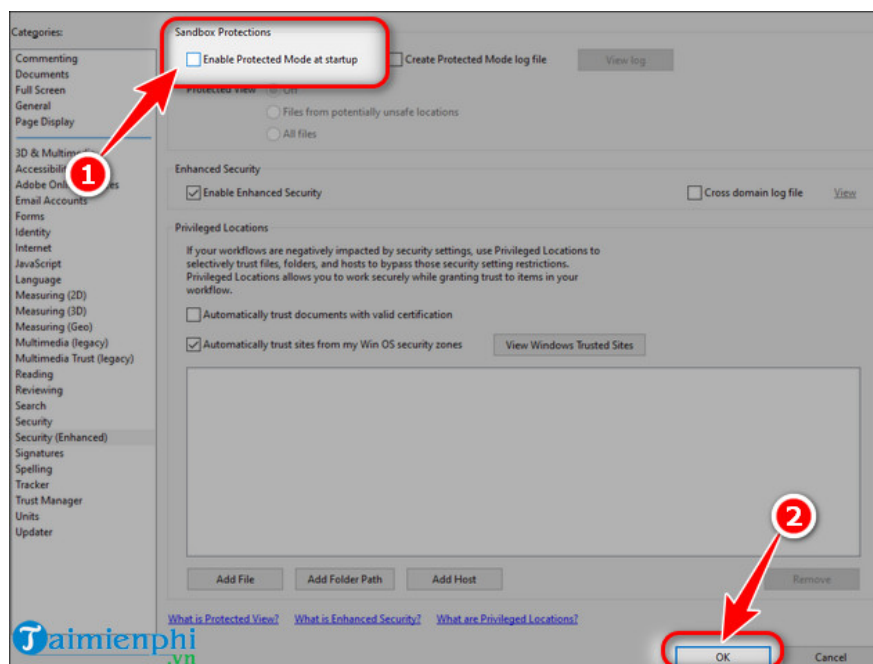 Categories:
Commenting
Documents
Full Screen
General
Page Display
3D & Multimedia
Adobe Onl
es
Email Accounts
Forms
Identity
Internet
JavaScript
Language
Measuring (2D)
Measuring (3D)
Measuring (Geo)
Multimedia (legacy)
Multimedia Trust (legacy)
Reading
Reviewing
Search
Security
Security (Enhanced)
Signatures
Spelling
Tracker
Trust Manager
Units
Updater
1
Sandbox Protections
Enable Protected Mode at startup Create Protected Mode log file View log
Protected View Off
Files from potentially unsafe locations
All files
Enhanced Security
Enable Enhanced Security Cross domain log file View
Privileged Locations
If your workflows are negatively impacted by security settings, use Privileged Locations to
selectively trust files, folders, and hosts to bypass those security setting restrictions.
Privileged Locations allows you to work securely while granting trust to items in your
workflow.
Automatically trust documents with valid certification
Automatically trust sites from my Win OS security zones View Windows Trusted Sites
2
Add File Add Folder Path Add Host Remove
What is Protected View? What is Enhanced Security? What are Privileged Locations?
OK Cancel
Taimienphi
.vn